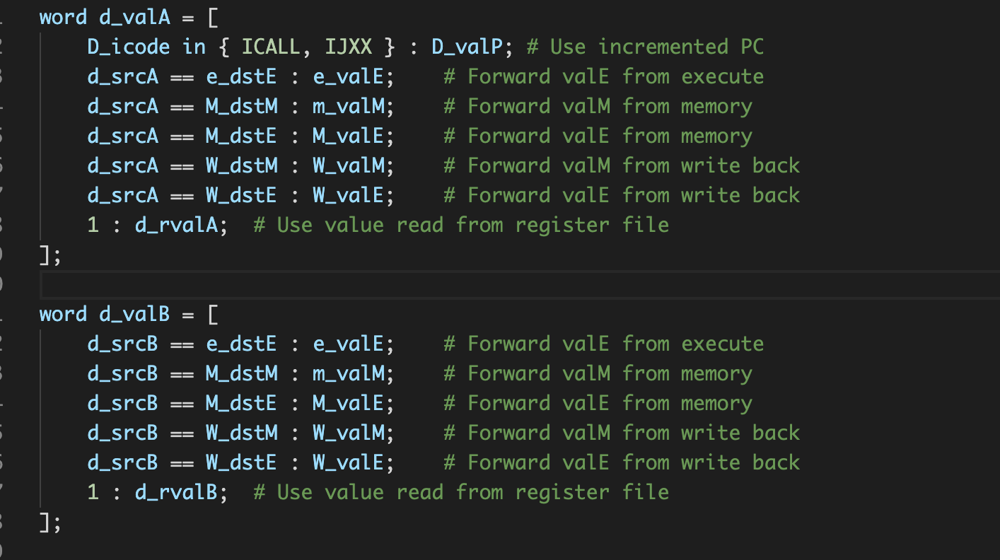 word d_valA = [
    D_icode in { ICALL, IJXX } : D_valP; # Use incremented PC
    d_srcA == e_dstE : e_valE;    # Forward valE from execute
    d_srcA == M_dstM : m_valM;    # Forward valM from memory
    d_srcA == M_dstE : M_valE;    # Forward valE from memory
    d_srcA == W_dstM : W_valM;    # Forward valM from write back
    d_srcA == W_dstE : W_valE;    # Forward valE from write back
    1 : d_rvalA;  # Use value read from register file
];

word d_valB = [
    d_srcB == e_dstE : e_valE;    # Forward valE from execute
    d_srcB == M_dstM : m_valM;    # Forward valM from memory
    d_srcB == M_dstE : M_valE;    # Forward valE from memory
    d_srcB == W_dstM : W_valM;    # Forward valM from write back
    d_srcB == W_dstE : W_valE;    # Forward valE from write back
    1 : d_rvalB;  # Use value read from register file
];